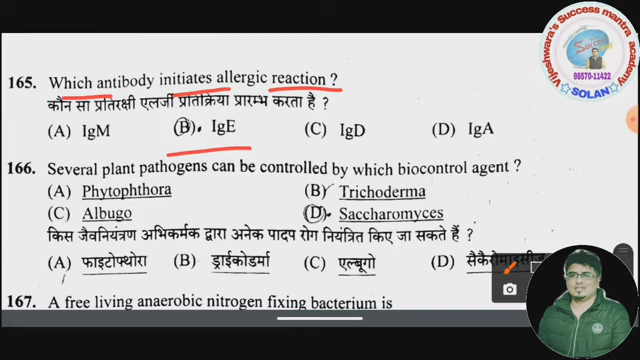 Vijeshwara's Success mantra academy
Success
98570-11422
SOLAN
165. Which antibody initiates allergic reaction ?
कौन सा प्रतिरक्षी एलर्जी प्रतिक्रिया प्रारम्भ करता है ?
(A) IgM (B) IgE (C) IgD (D) IgA
166. Several plant pathogens can be controlled by which biocontrol agent ?
(A) Phytophthora (B) Trichoderma
(C) Albugo (D) Saccharomyces
किस जैवनियंत्रण अभिकर्मक द्वारा अनेक पादप रोग नियंत्रित किए जा सकते हैं ?
(A) फाइटोफ्थोरा (B) ड्राईकोडर्मा (C) एल्बूगो (D) सैकैरोमाइसीज
167. A free living anaerobic nitrogen fixing bacterium is